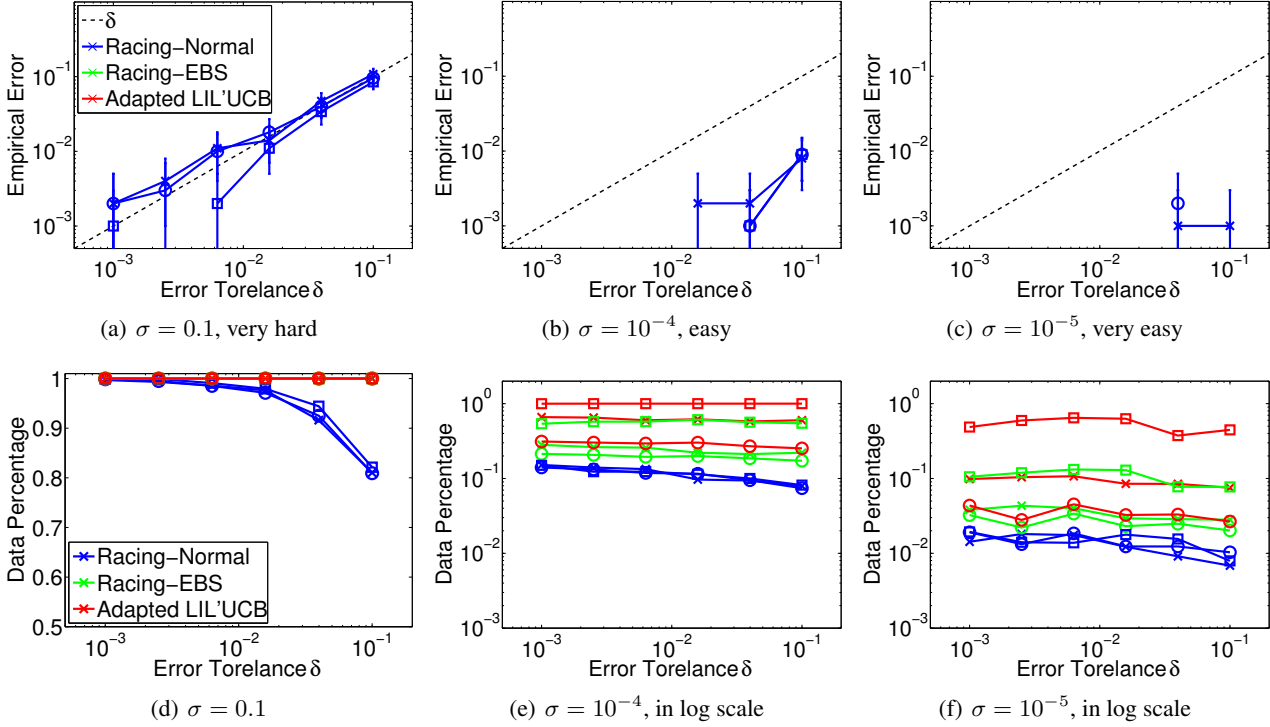 δ
Racing−Normal
Racing−EBS
Adapted LIL'UCB
Empirical Error
10⁻¹
10⁻²
10⁻³
10⁻³ 10⁻² 10⁻¹
Error Torelance δ
(a) σ = 0.1, very hard
Empirical Error
10⁻¹
10⁻²
10⁻³
10⁻³ 10⁻² 10⁻¹
Error Torelance δ
(b) σ = 10⁻⁴, easy
Empirical Error
10⁻¹
10⁻²
10⁻³
10⁻³ 10⁻² 10⁻¹
Error Torelance δ
(c) σ = 10⁻⁵, very easy
Data Percentage
1
0.9
0.8
0.7
0.6
0.5
Racing−Normal
Racing−EBS
Adapted LIL'UCB
10⁻³ 10⁻² 10⁻¹
Error Torelance δ
(d) σ = 0.1
Data Percentage
10⁰
10⁻¹
10⁻²
10⁻³
10⁻³ 10⁻² 10⁻¹
Error Torelance δ
(e) σ = 10⁻⁴, in log scale
Data Percentage
10⁰
10⁻¹
10⁻²
10⁻³
10⁻³ 10⁻² 10⁻¹
Error Torelance δ
(f) σ = 10⁻⁵, in log scale